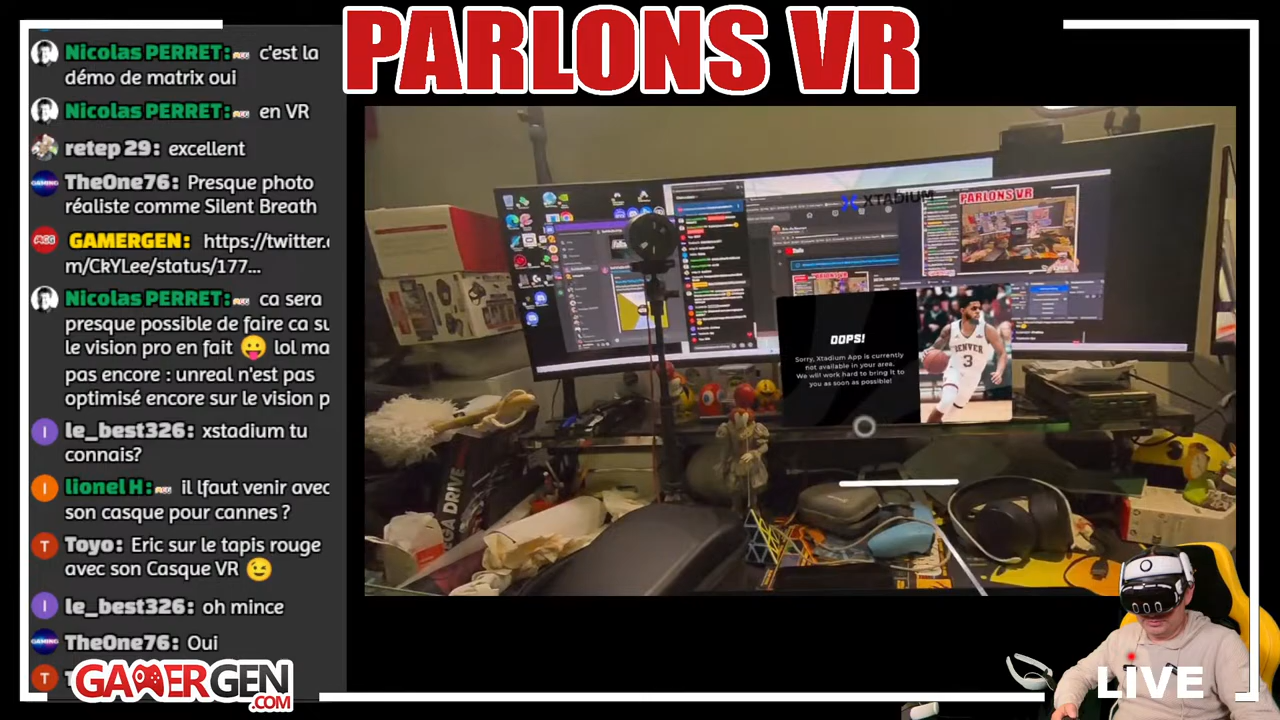 PARLONS VR
Nicolas PERRET: c'est la
démo de matrix oui
Nicolas PERRET: en VR
retep 29: excellent
TheOne76: Presque photo
réaliste comme Silent Breath
GAMERGEN: https://twitter.c
m/CkYLee/status/177...
Nicolas PERRET: ca sera
presque possible de faire ca su
le vision pro en fait 😛 lol ma
pas encore : unreal n'est pas
optimisé encore sur le vision p
le_best326: xstadium tu
connais?
lionel H: il lfaut venir avec
son casque pour cannes ?
Toyo: Eric sur le tapis rouge
avec son Casque VR 😉
le_best326: oh mince
TheOne76: Oui
GAMERGEN
.COM
XTADIUM
PARLONS VR
OOPS!
Sorry, Xtadium App is currently
not available in your area.
We will work hard to bring it to
you as soon as possible!
DENVER
3
GA DRIVE
LIVE